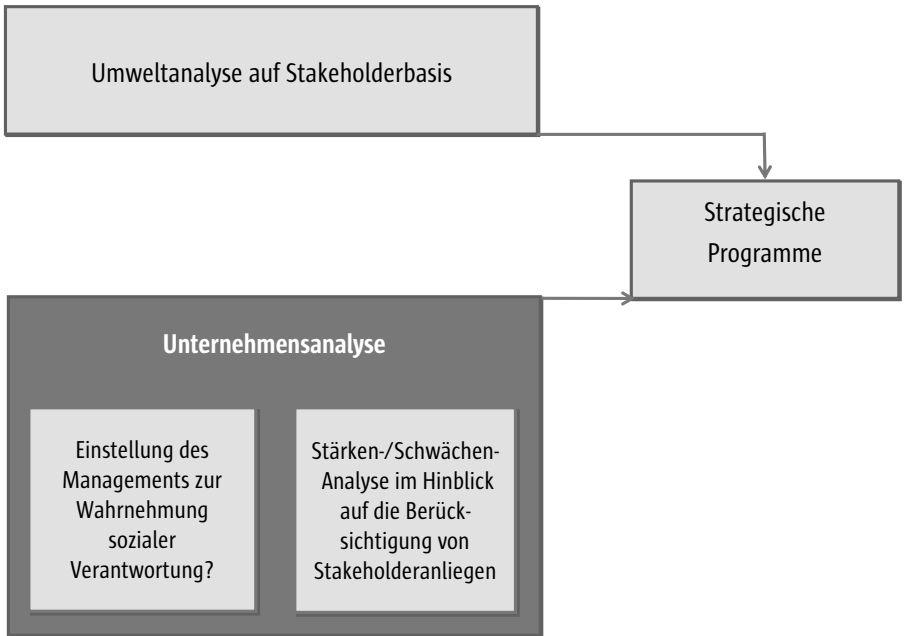 Umweltanalyse auf Stakeholderbasis
Strategische
Programme
Unternehmensanalyse
Einstellung des
Managements zur
Wahrnehmung
sozialer
Verantwortung?
Stärken-/Schwächen-
Analyse im Hinblick
auf die Berück-
sichtigung von
Stakeholderanliegen